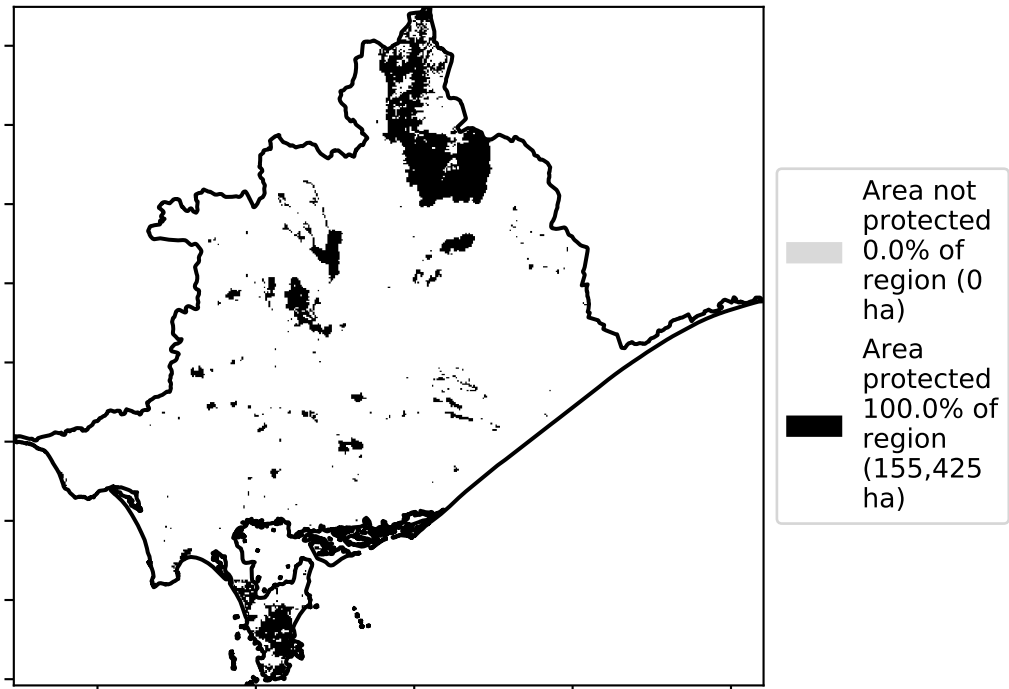 Area not
protected
0.0% of
region (0
ha)
Area
protected
100.0% of
region
(155,425
ha)